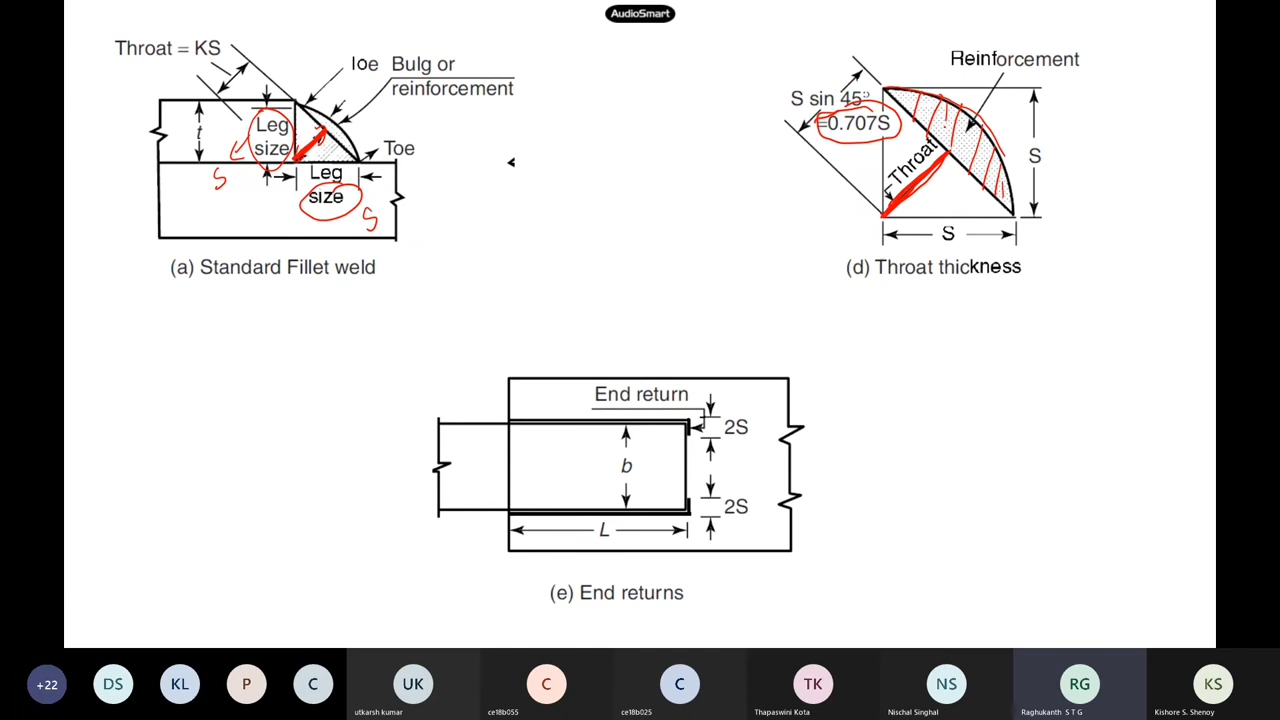 AudioSmart
Throat = KS
Toe
Bulg or
reinforcement
t
Leg
size
Toe
S
Leg
size
S
(a) Standard Fillet weld
Reinforcement
S sin 45°
=0.707S
Throat
S
S
(d) Throat thickness
End return
2S
b
2S
L
(e) End returns
+22
DS
KL
P
C
UK
utkarsh kumar
C
ce18b055
C
ce18b025
TK
Thapaswini Kota
NS
Nischal Singhal
RG
Raghukanth S T G
KS
Kishore S. Shenoy